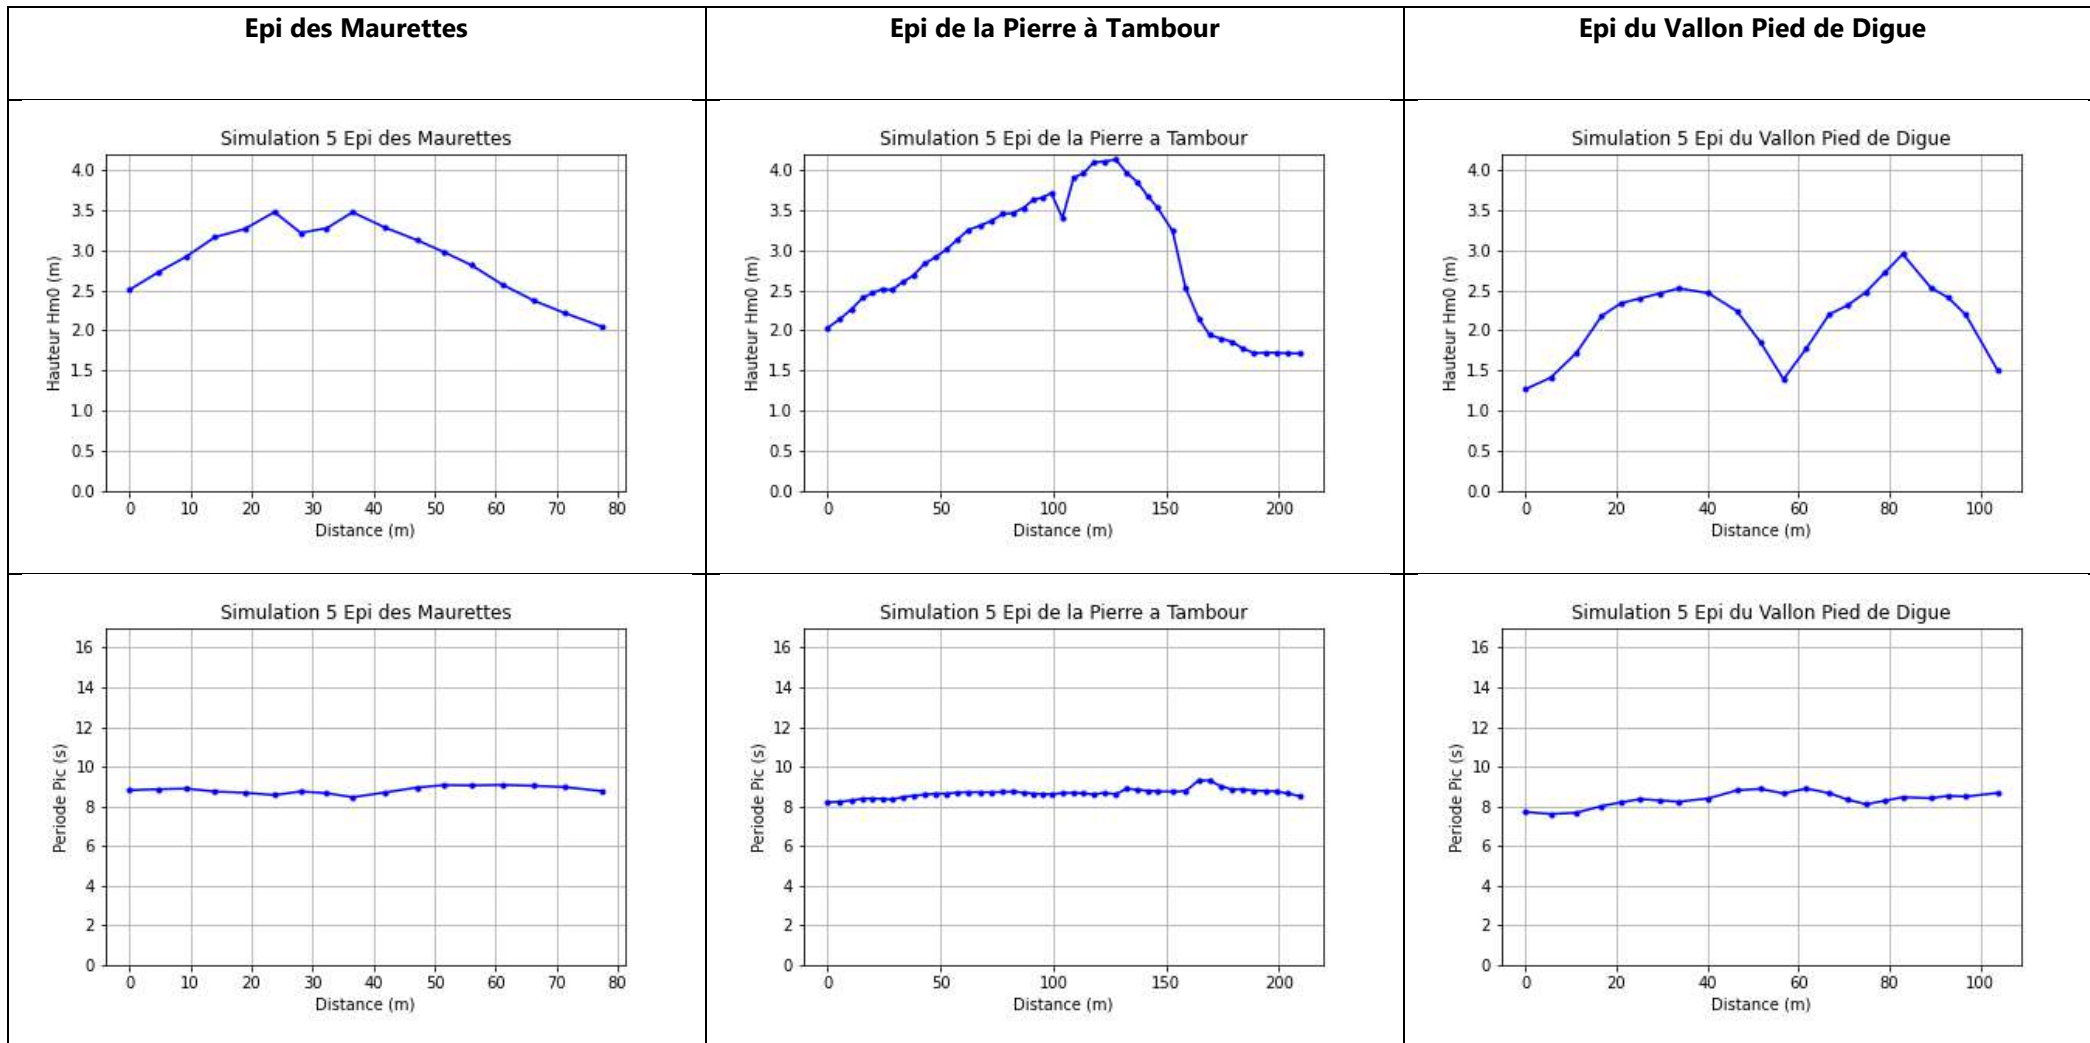 Epi des Maurettes
Epi de la Pierre à Tambour
Epi du Vallon Pied de Digue
Simulation 5 Epi des Maurettes
Hauteur Hm0 (m)
4.0
3.5
3.0
2.5
2.0
1.5
1.0
0.5
0.0
0 10 20 30 40 50 60 70 80
Distance (m)
Simulation 5 Epi de la Pierre a Tambour
Hauteur Hm0 (m)
4.0
3.5
3.0
2.5
2.0
1.5
1.0
0.5
0.0
0 50 100 150 200
Distance (m)
Simulation 5 Epi du Vallon Pied de Digue
Hauteur Hm0 (m)
4.0
3.5
3.0
2.5
2.0
1.5
1.0
0.5
0.0
0 20 40 60 80 100
Distance (m)
Simulation 5 Epi des Maurettes
Periode Pic (s)
16
14
12
10
8
6
4
2
0
0 10 20 30 40 50 60 70 80
Distance (m)
Simulation 5 Epi de la Pierre a Tambour
Periode Pic (s)
16
14
12
10
8
6
4
2
0
0 50 100 150 200
Distance (m)
Simulation 5 Epi du Vallon Pied de Digue
Periode Pic (s)
16
14
12
10
8
6
4
2
0
0 20 40 60 80 100
Distance (m)